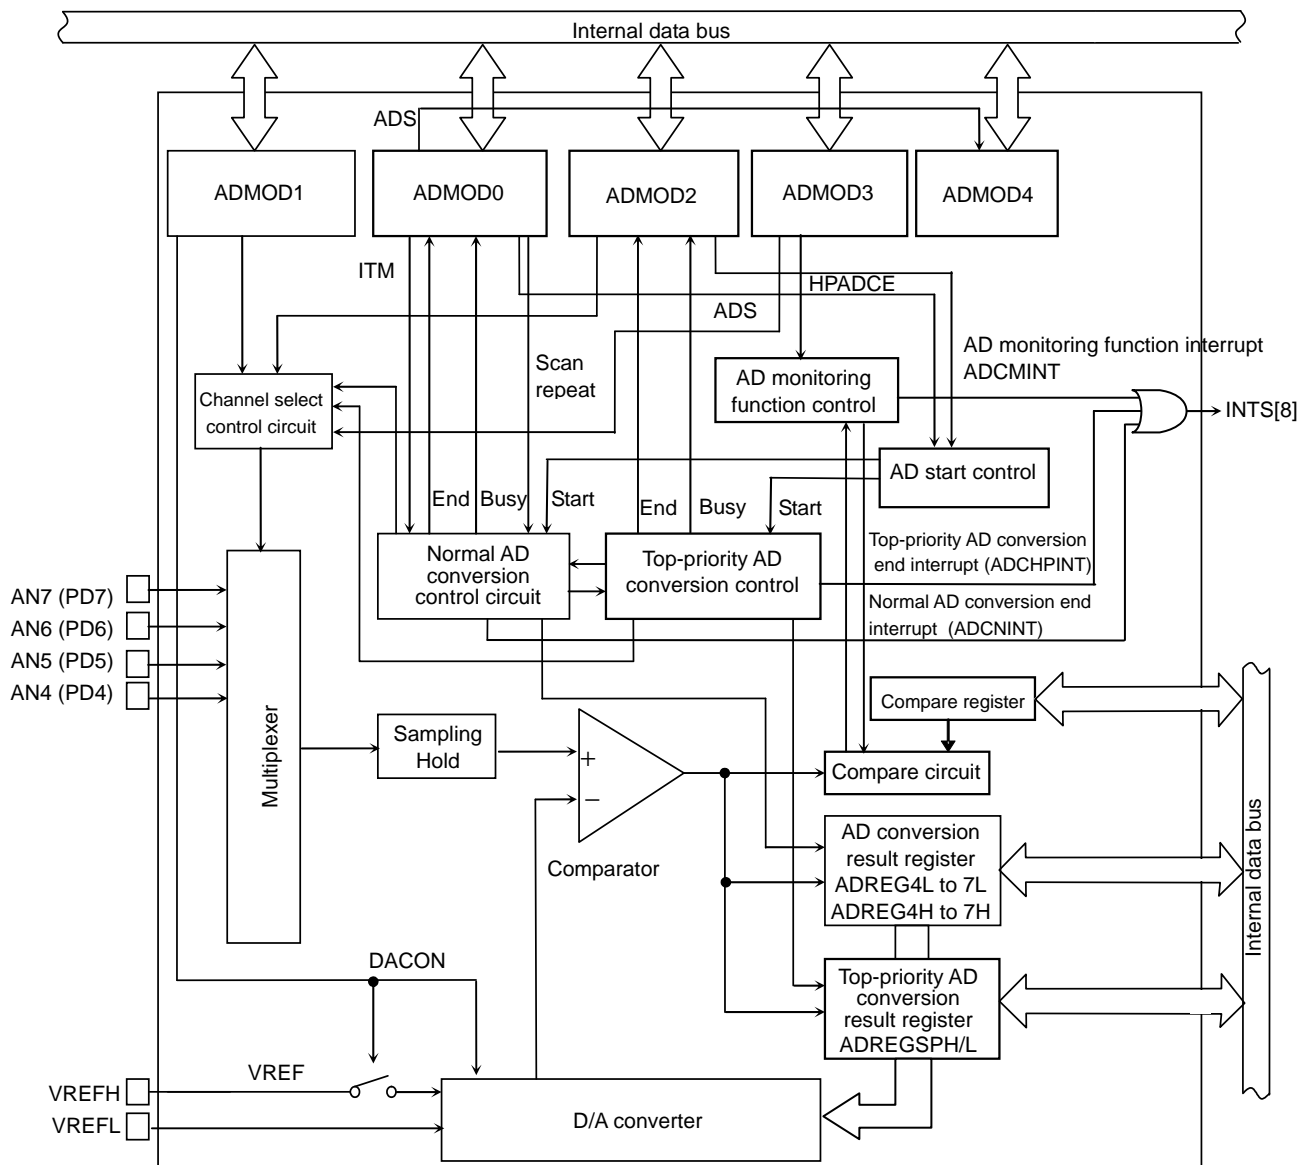 Internal data bus
ADS
ADMOD1
ADMOD0
ADMOD2
ADMOD3
ADMOD4
ITM
HPADCE
ADS
Scan
repeat
AD monitoring function interrupt
ADCMINT
INTS[8]
Channel select
control circuit
AD monitoring
function control
AD start control
End
Busy
Start
End
Busy
Start
Normal AD
conversion
control circuit
Top-priority AD
conversion control
Top-priority AD conversion
end interrupt (ADCHPINT)
Normal AD conversion end
interrupt (ADCNINT)
AN7 (PD7)
AN6 (PD6)
AN5 (PD5)
AN4 (PD4)
Multiplexer
Sampling
Hold
+
−
Comparator
Compare register
Compare circuit
AD conversion
result register
ADREG4L to 7L
ADREG4H to 7H
Internal data bus
DACON
Top-priority AD
conversion
result register
ADREGSPH/L
VREF
VREFH
VREFL
D/A converter